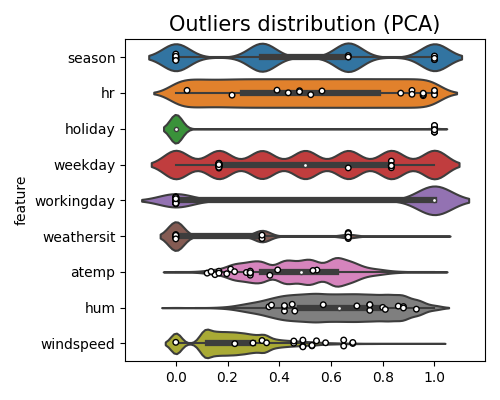 Outliers distribution (PCA)
feature
season
hr
holiday
weekday
workingday
weathersit
atemp
hum
windspeed
0.0 0.2 0.4 0.6 0.8 1.0